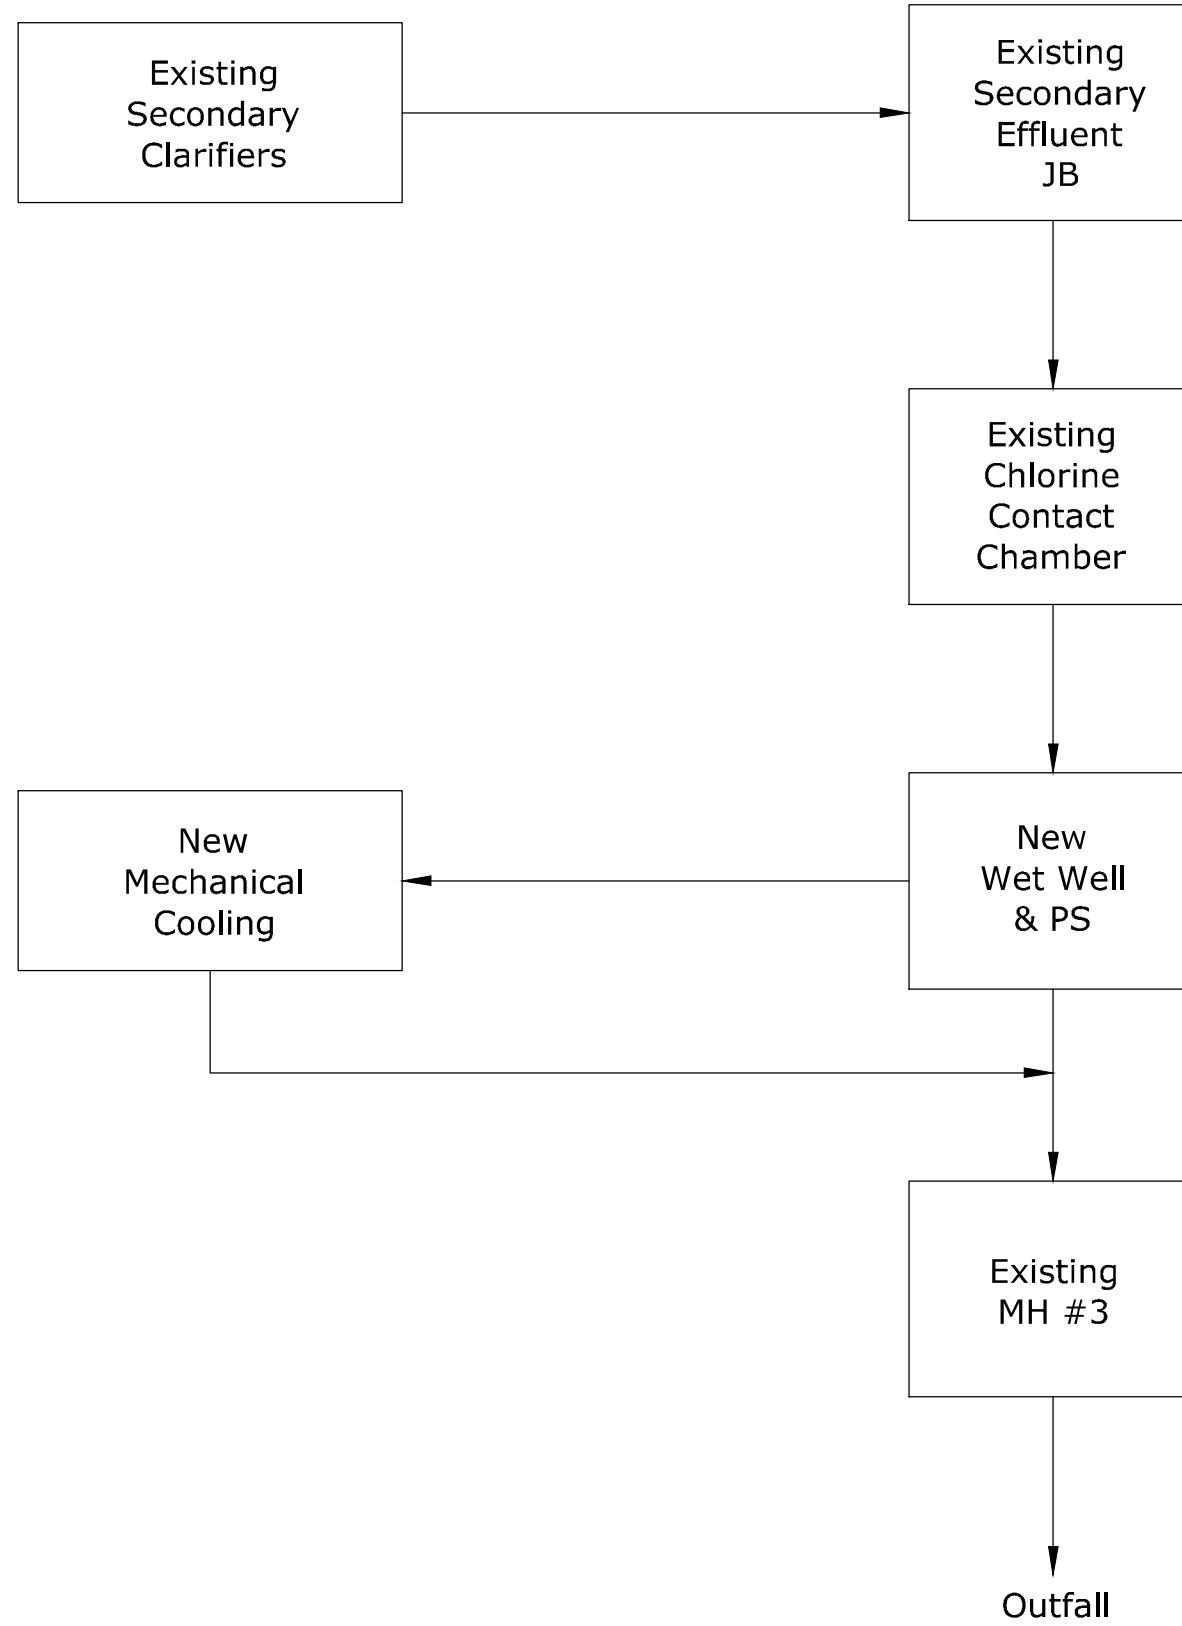 Existing
Secondary
Clarifiers
Existing
Secondary
Effluent
JB
Existing
Chlorine
Contact
Chamber
New
Mechanical
Cooling
New
Wet Well
& PS
Existing
MH #3
Outfall